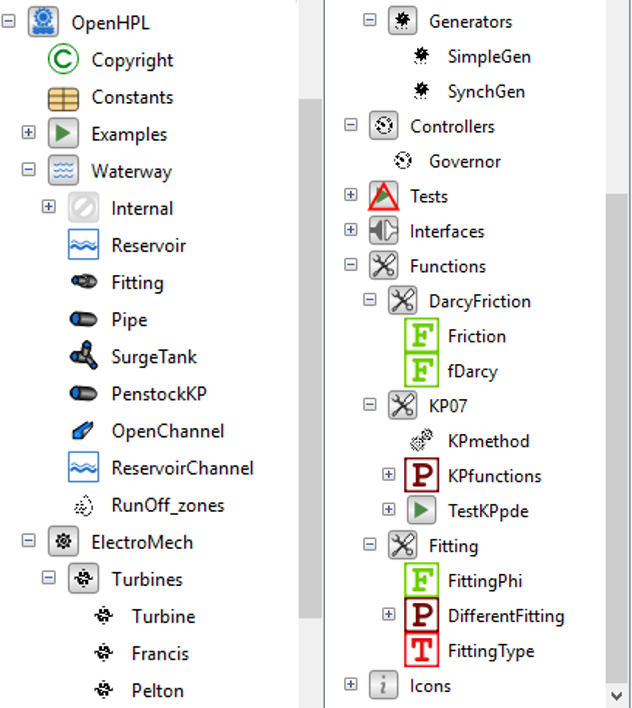 OpenHPL
Copyright
Constants
Examples
Waterway
Internal
Reservoir
Fitting
Pipe
SurgeTank
PenstockKP
OpenChannel
ReservoirChannel
RunOff_zones
ElectroMech
Turbines
Turbine
Francis
Pelton
Generators
SimpleGen
SynchGen
Controllers
Governor
Tests
Interfaces
Functions
DarcyFriction
F Friction
F fDarcy
KP07
KPmethod
P KPfunctions
TestKPpde
Fitting
F FittingPhi
P DifferentFitting
T FittingType
i Icons